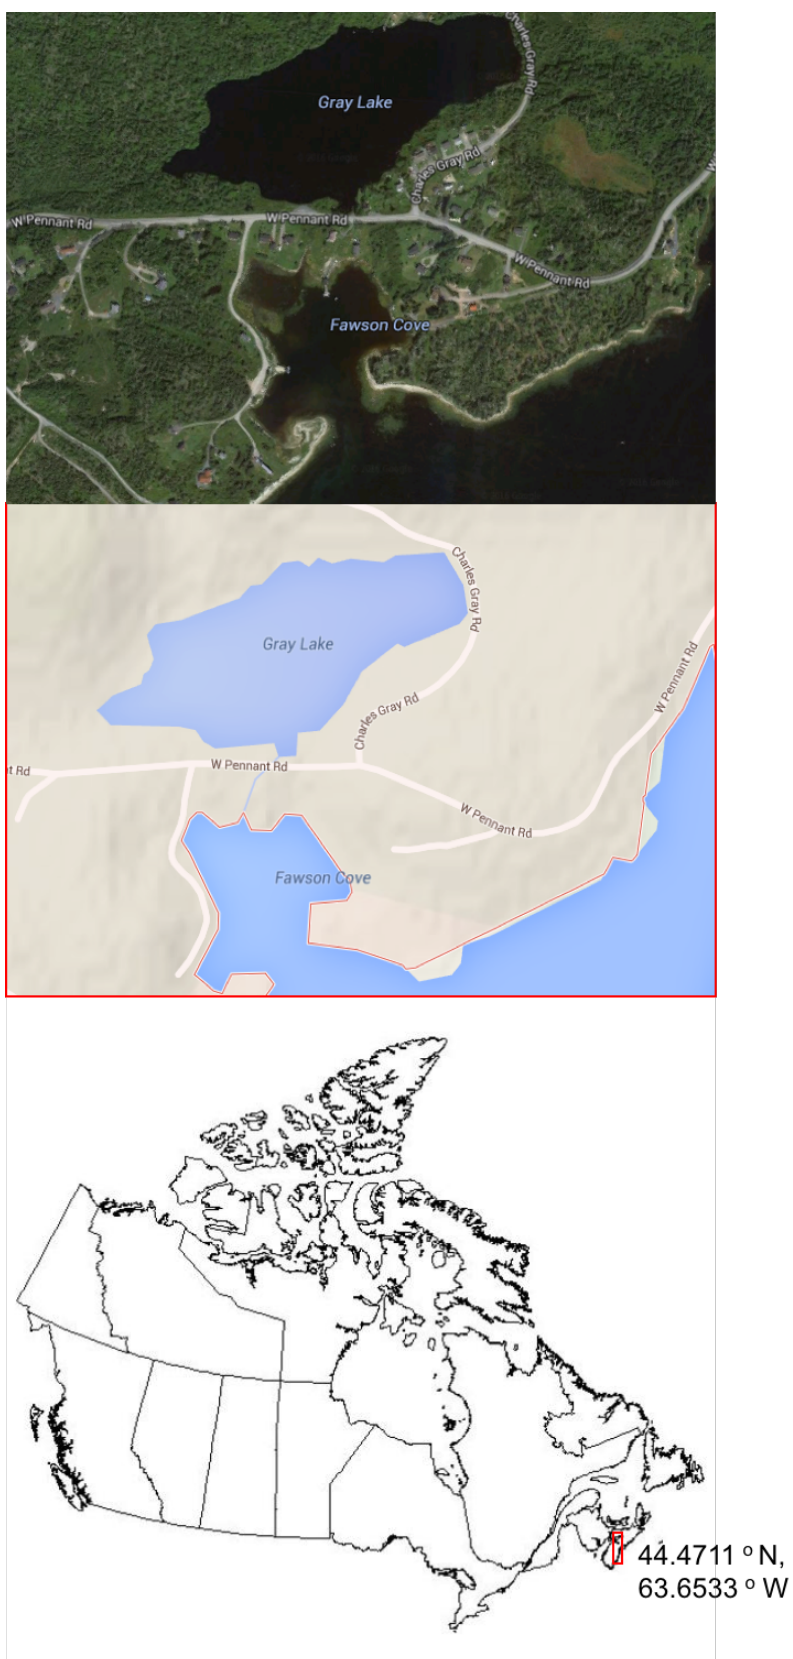 Charles Gray Rd
Gray Lake
Charles Gray Rd
W Pennant Rd
W Pennant Rd
W
W Pennant Rd
Fawson Cove
Charles Gray Rd
Gray Lake
W Pennant Rd
Charles Gray Rd
t Rd
W Pennant Rd
W Pennant Rd
Fawson Cove
44.4711 ° N,
63.6533 ° W